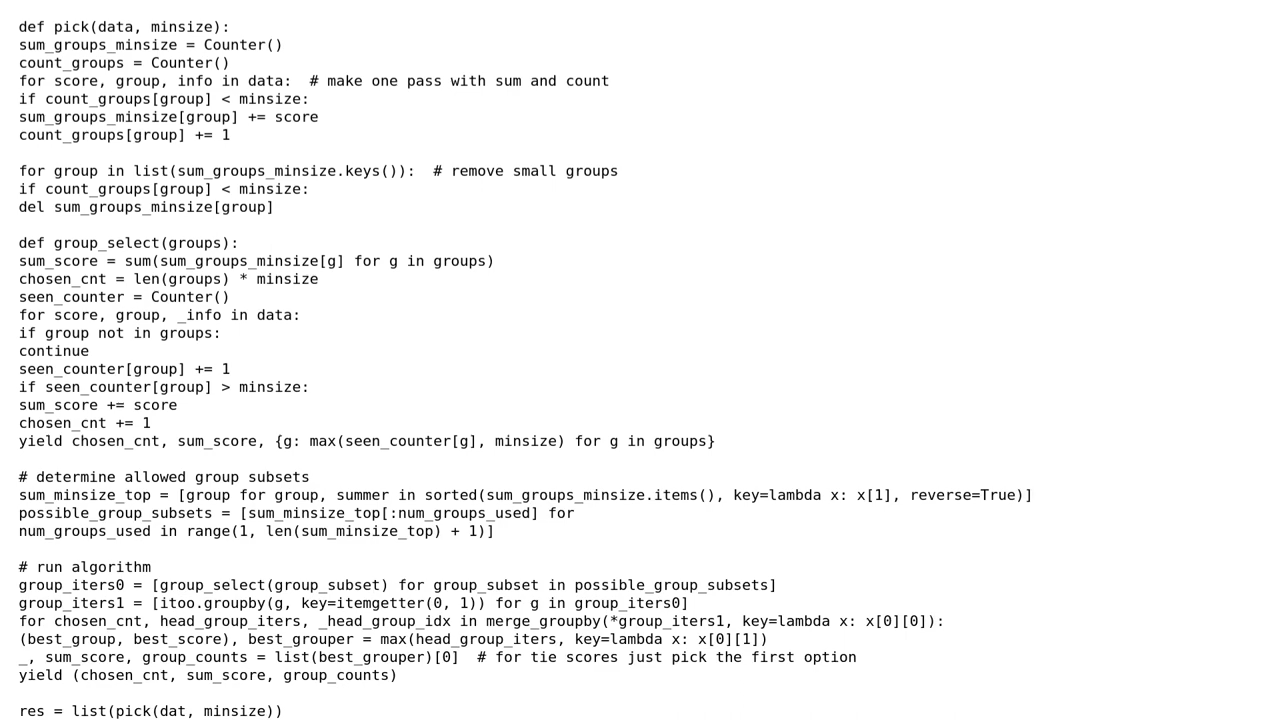 def pick(data, minsize):
sum_groups_minsize = Counter()
count_groups = Counter()
for score, group, info in data:  # make one pass with sum and count
if count_groups[group] < minsize:
sum_groups_minsize[group] += score
count_groups[group] += 1

for group in list(sum_groups_minsize.keys()):  # remove small groups
if count_groups[group] < minsize:
del sum_groups_minsize[group]

def group_select(groups):
sum_score = sum(sum_groups_minsize[g] for g in groups)
chosen_cnt = len(groups) * minsize
seen_counter = Counter()
for score, group, _info in data:
if group not in groups:
continue
seen_counter[group] += 1
if seen_counter[group] > minsize:
sum_score += score
chosen_cnt += 1
yield chosen_cnt, sum_score, {g: max(seen_counter[g], minsize) for g in groups}

# determine allowed group subsets
sum_minsize_top = [group for group, summer in sorted(sum_groups_minsize.items(), key=lambda x: x[1], reverse=True)]
possible_group_subsets = [sum_minsize_top[:num_groups_used] for
num_groups_used in range(1, len(sum_minsize_top) + 1)]

# run algorithm
group_iters0 = [group_select(group_subset) for group_subset in possible_group_subsets]
group_iters1 = [itoo.groupby(g, key=itemgetter(0, 1)) for g in group_iters0]
for chosen_cnt, head_group_iters, _head_group_idx in merge_groupby(*group_iters1, key=lambda x: x[0][0]):
(best_group, best_score), best_grouper = max(head_group_iters, key=lambda x: x[0][1])
_, sum_score, group_counts = list(best_grouper)[0]  # for tie scores just pick the first option
yield (chosen_cnt, sum_score, group_counts)

res = list(pick(dat, minsize))